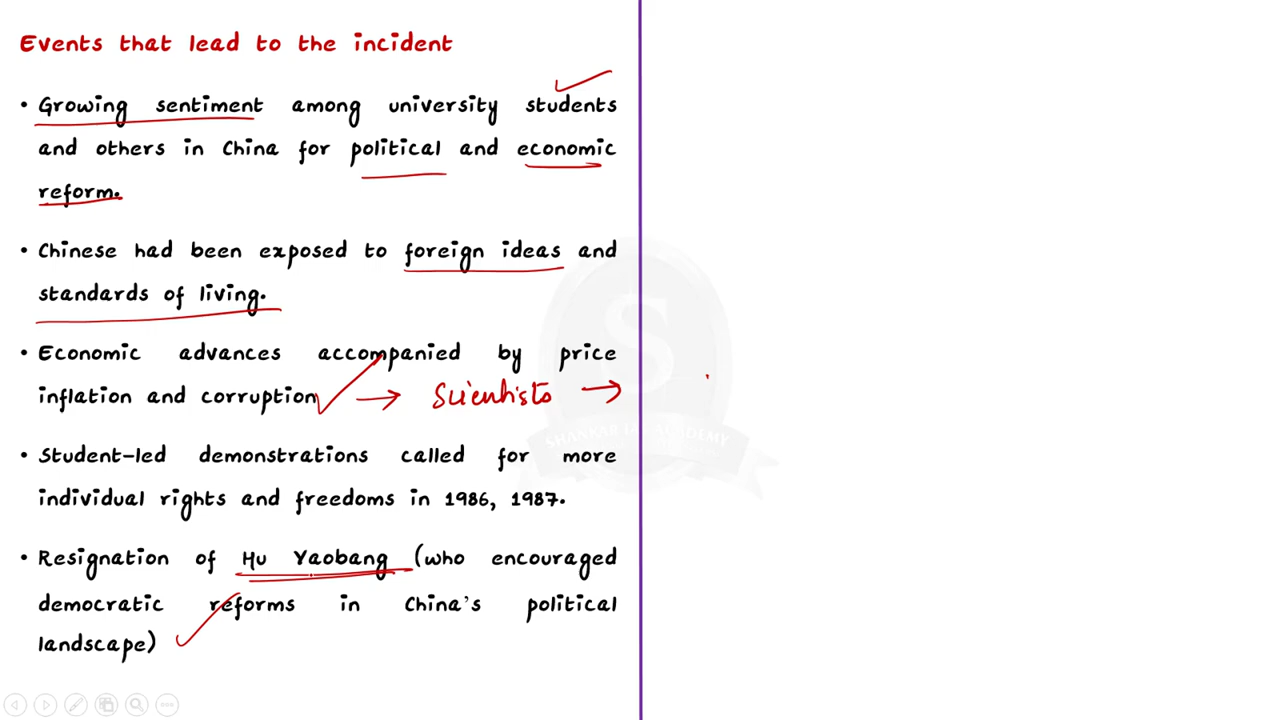 Events that lead to the incident
• Growing sentiment among university students
and others in China for political and economic
reform.
• Chinese had been exposed to foreign ideas and
standards of living.
• Economic advances accompanied by price
inflation and corruption → Scientists →
• Student-led demonstrations called for more
individual rights and freedoms in 1986, 1987.
• Resignation of Hu Yaobang (who encouraged
democratic reforms in China's political
landscape)
SHANKAR IAS ACADEMY